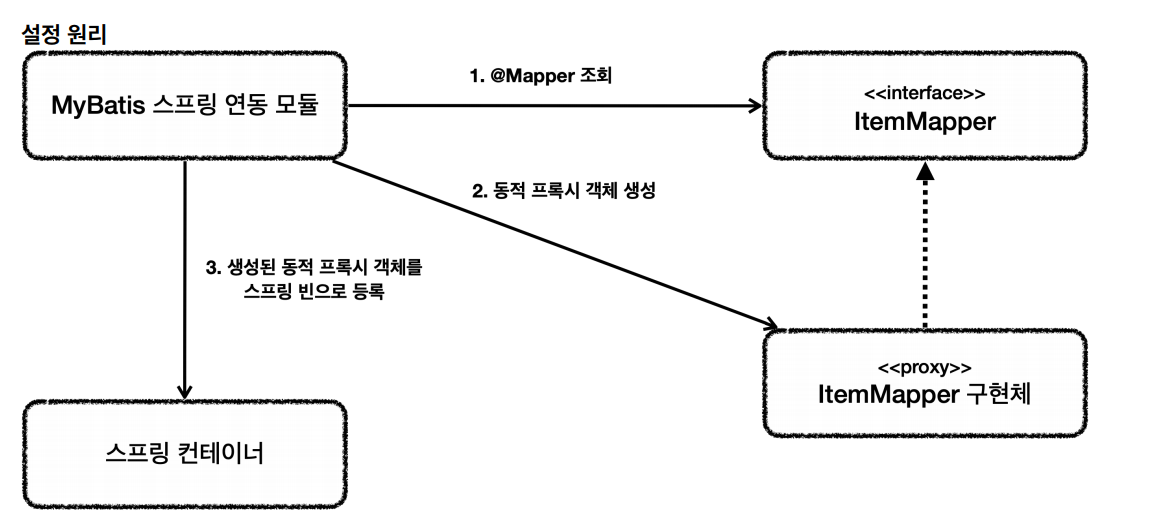 설정 원리
MyBatis 스프링 연동 모듈
1. @Mapper 조회
<<interface>>
ItemMapper
2. 동적 프록시 객체 생성
3. 생성된 동적 프록시 객체를
스프링 빈으로 등록
<<proxy>>
ItemMapper 구현체
스프링 컨테이너